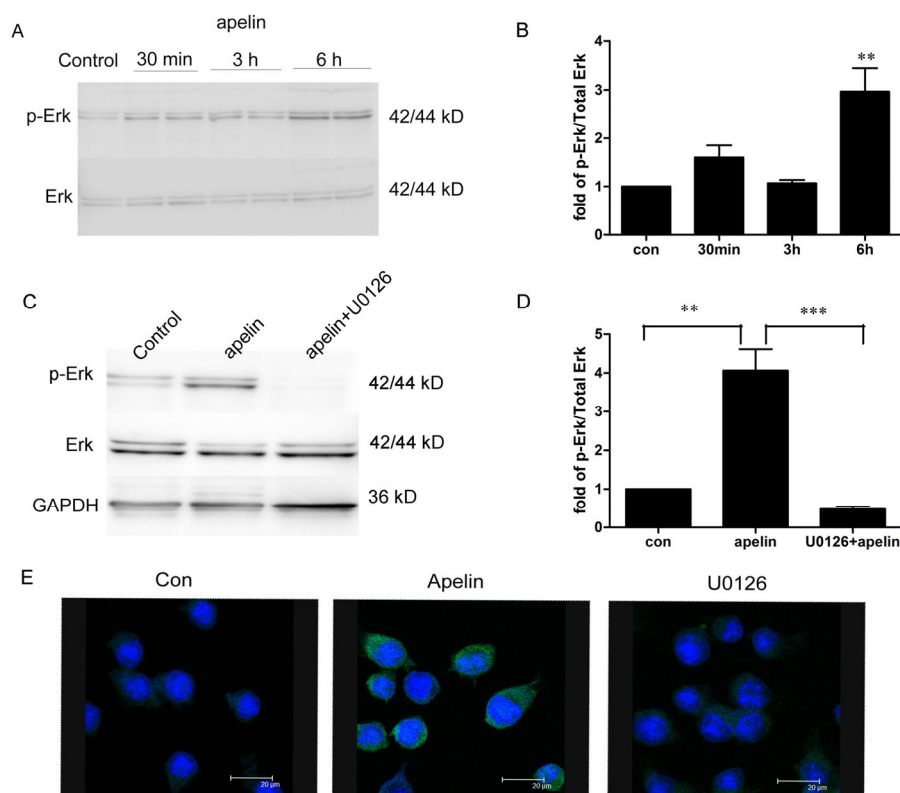 A
apelin
Control 30 min 3 h 6 h
p-Erk 42/44 kD
Erk 42/44 kD
B
fold of p-Erk/Total Erk
4
3
2
1
0
**
con 30min 3h 6h
C
Control apelin apelin+U0126
p-Erk 42/44 kD
Erk 42/44 kD
GAPDH 36 kD
D
fold of p-Erk/Total Erk
5
4
3
2
1
0
** ***
con apelin U0126+apelin
E
Con Apelin U0126
20 µm 20 µm 20 µm